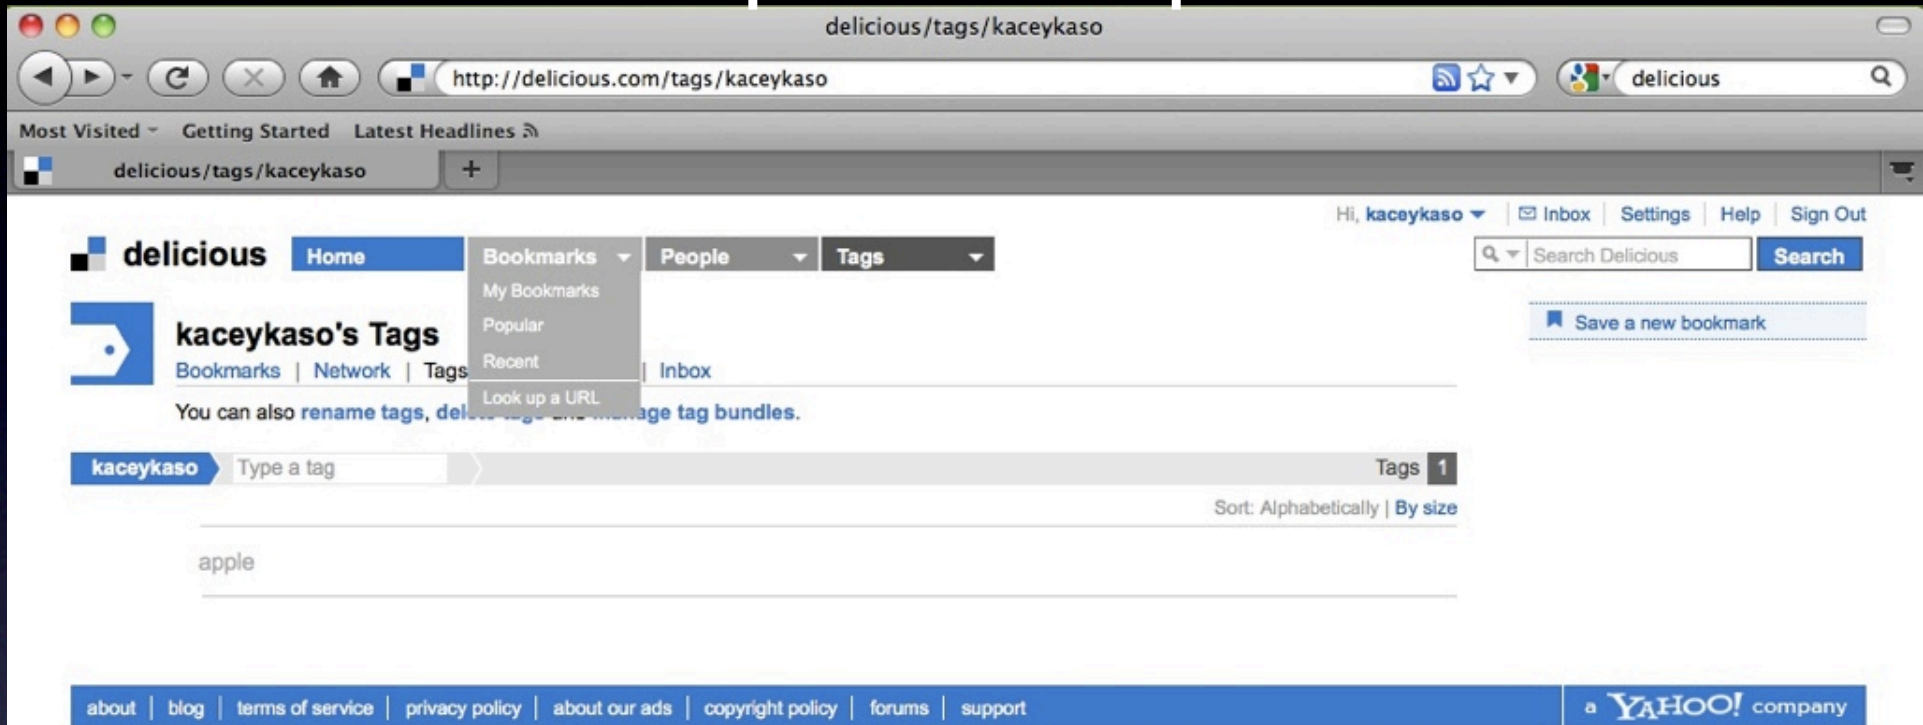 delicious/tags/kaceykaso
http://delicious.com/tags/kaceykaso
delicious
Most Visited Getting Started Latest Headlines
delicious/tags/kaceykaso +
Hi, kaceykaso Inbox | Settings | Help | Sign Out
delicious Home Bookmarks People Tags Search Delicious Search
My Bookmarks
Popular
Recent
Look up a URL
kaceykaso's Tags
Save a new bookmark
Bookmarks | Network | Tags | Inbox
You can also rename tags, delete tags and manage tag bundles.
kaceykaso Type a tag Tags 1
Sort: Alphabetically | By size
apple
about | blog | terms of service | privacy policy | about our ads | copyright policy | forums | support a YAHOO! company